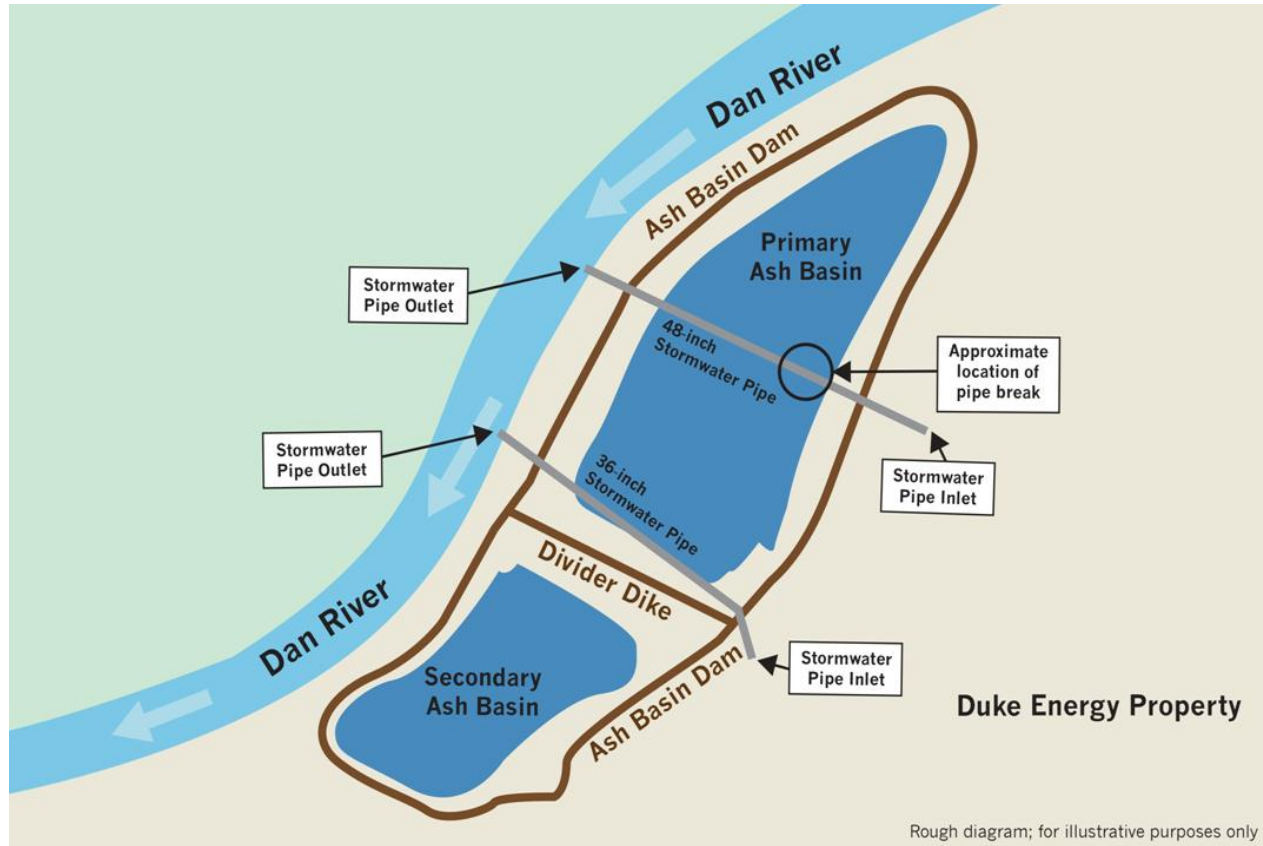 Dan River
Ash Basin Dam
Primary
Ash Basin
Stormwater
Pipe Outlet
48-inch
Stormwater Pipe
Approximate
location of
pipe break
Stormwater
Pipe Outlet
36-inch
Stormwater Pipe
Stormwater
Pipe Inlet
Divider Dike
Dan River
Secondary
Ash Basin
Ash Basin Dam
Stormwater
Pipe Inlet
Duke Energy Property
Rough diagram; for illustrative purposes only